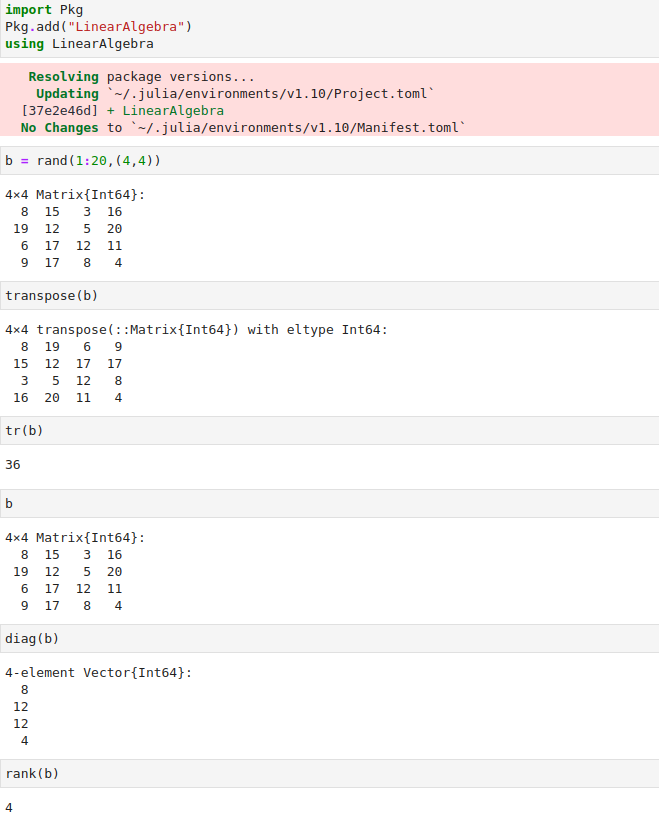 import Pkg
Pkg.add("LinearAlgebra")
using LinearAlgebra
Resolving package versions...
Updating `~/.julia/environments/v1.10/Project.toml`
[37e2e46d] + LinearAlgebra
No Changes to `~/.julia/environments/v1.10/Manifest.toml`
b = rand(1:20,(4,4))
4×4 Matrix{Int64}:
8 15 3 16
19 12 5 20
6 17 12 11
9 17 8 4
transpose(b)
4×4 transpose(::Matrix{Int64}) with eltype Int64:
8 19 6 9
15 12 17 17
3 5 12 8
16 20 11 4
tr(b)
36
b
4×4 Matrix{Int64}:
8 15 3 16
19 12 5 20
6 17 12 11
9 17 8 4
diag(b)
4-element Vector{Int64}:
8
12
12
4
rank(b)
4